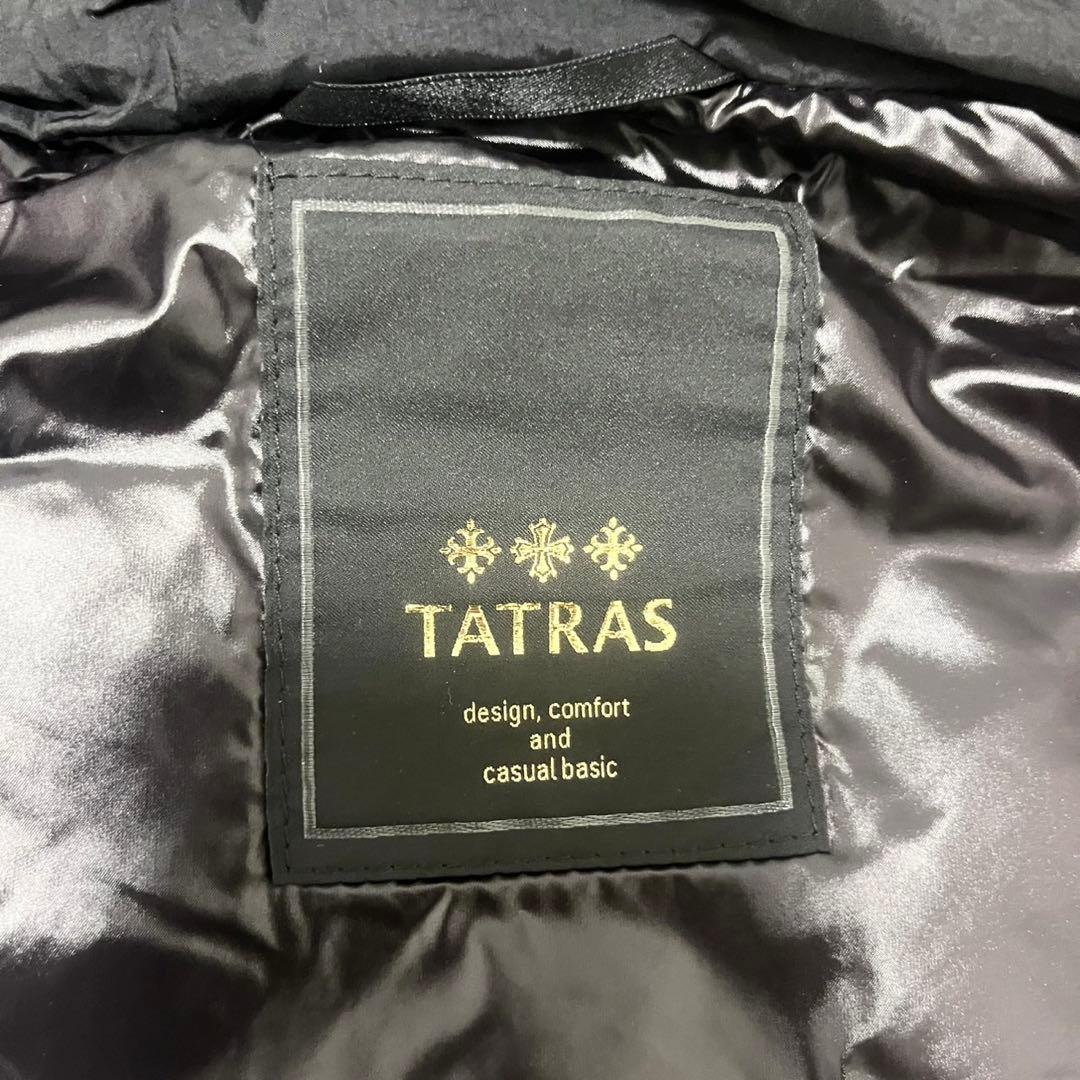 TATRAS
design, comfort
and
casual basic